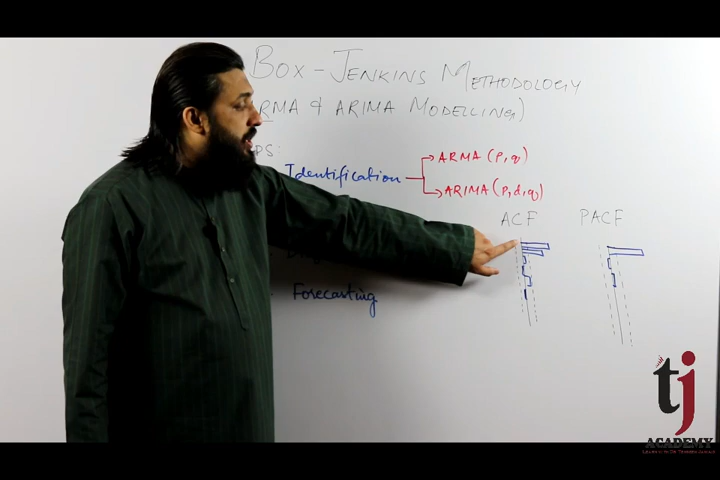 BOX - JENKINS METHODOLOGY
RMA & ARIMA MODELLING)
PS:
Identification
ARMA (p, q)
ARIMA (p, d, q)
ACF PACF
Forecasting
tj
ACADEMY